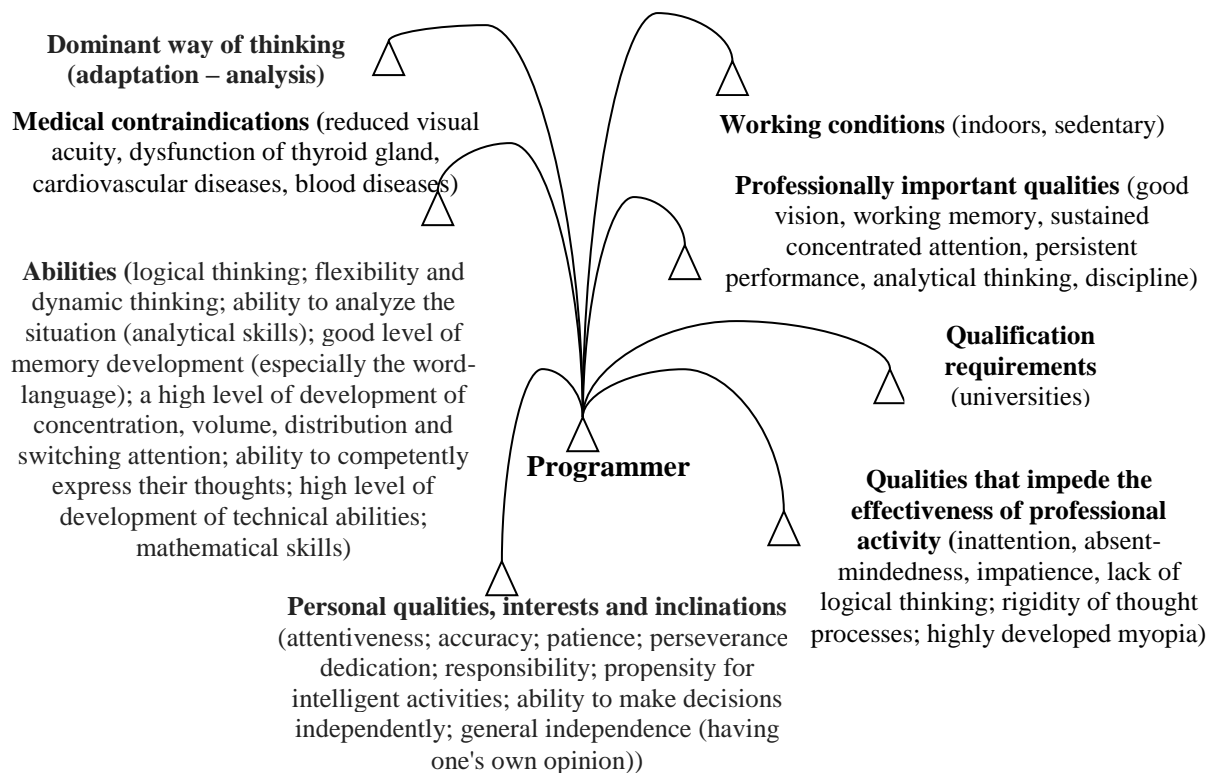 Dominant way of thinking
(adaptation – analysis)
Medical contraindications (reduced visual
acuity, dysfunction of thyroid gland,
cardiovascular diseases, blood diseases)
Abilities (logical thinking; flexibility and
dynamic thinking; ability to analyze the
situation (analytical skills); good level of
memory development (especially the word-
language); a high level of development of
concentration, volume, distribution and
switching attention; ability to competently
express their thoughts; high level of
development of technical abilities;
mathematical skills)
Working conditions (indoors, sedentary)
Professionally important qualities (good
vision, working memory, sustained
concentrated attention, persistent
performance, analytical thinking, discipline)
Qualification
requirements
(universities)
Programmer
Qualities that impede the
effectiveness of professional
activity (inattention, absent-
mindedness, impatience, lack of
logical thinking; rigidity of thought
processes; highly developed myopia)
Personal qualities, interests and inclinations
(attentiveness; accuracy; patience; perseverance
dedication; responsibility; propensity for
intelligent activities; ability to make decisions
independently; general independence (having
one's own opinion))